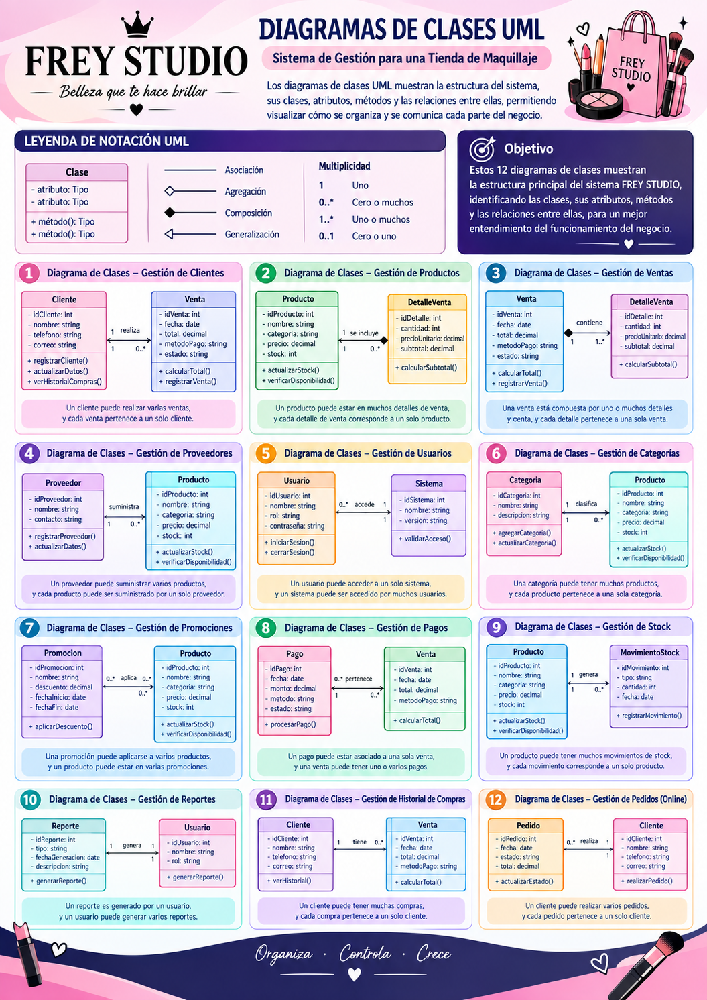 FREY STUDIO
Belleza que te hace brillar
DIAGRAMAS DE CLASES UML
Sistema de Gestión para una Tienda de Maquillaje
Los diagramas de clases UML muestran la estructura del sistema,
sus clases, atributos, métodos y las relaciones entre ellas, permitiendo
visualizar cómo se organiza y se comunica cada parte del negocio.
FREY
STUDIO
LEYENDA DE NOTACIÓN UML
Clase
- atributo: Tipo
- atributo: Tipo
+ método(): Tipo
+ método(): Tipo
Asociación
Agregación
Composición
Generalización
Multiplicidad
1 Uno
0..* Cero o muchos
1..* Uno o muchos
0..1 Cero o uno
Objetivo
Estos 12 diagramas de clases muestran
la estructura principal del sistema FREY STUDIO,
identificando las clases, sus atributos, métodos
y las relaciones entre ellas, para un mejor
entendimiento del funcionamiento del negocio.
1 Diagrama de Clases – Gestión de Clientes
Cliente
- idCliente: int
- nombre: string
- telefono: string
- correo: string
+ registrarCliente()
+ actualizarDatos()
+ verHistorialCompras()
1 realiza
1 0..*
Venta
- idVenta: int
- fecha: date
- total: decimal
- metodoPago: string
- estado: string
+ calcularTotal()
+ registrarVenta()
Un cliente puede realizar varias ventas,
y cada venta pertenece a un solo cliente.
2 Diagrama de Clases – Gestión de Productos
Producto
- idProducto: int
- nombre: string
- categoria: string
- precio: decimal
- stock: int
+ actualizarStock()
+ verificarDisponibilidad()
1 se incluye
1 0..*
DetalleVenta
- idDetalle: int
- cantidad: int
- precioUnitario: decimal
- subtotal: decimal
+ calcularSubtotal()
Un producto puede estar en muchos detalles de venta,
y cada detalle de venta corresponde a un solo producto.
3 Diagrama de Clases – Gestión de Ventas
Venta
- idVenta: int
- fecha: date
- total: decimal
- metodoPago: string
- estado: string
+ calcularTotal()
+ registrarVenta()
contiene
1 1..*
DetalleVenta
- idDetalle: int
- cantidad: int
- precioUnitario: decimal
- subtotal: decimal
+ calcularSubtotal()
Una venta está compuesta por uno o muchos detalles
y centa, y cada detalle pertenece a una sola venta.
4 Diagrama de Clases – Gestión de Proveedores
Proveedor
- idProveedor: int
- nombre: string
- contacto: string
+ registrarProveedor()
+ actualizarDatos()
suministra
1 0..*
Producto
- idProducto: int
- nombre: string
- categoria: string
- precio: decimal
- stock: int
+ actualizarStock()
+ verificarDisponibilidad()
Un proveedor puede suministrar varios productos,
y cada producto puede ser suministrado por un solo proveedor.
5 Diagrama de Clases – Gestión de Usuarios
Usuario
- idUsuario: int
- nombre: string
- rol: string
- contraseña: string
+ iniciarSesion()
+ cerrarSesion()
0..* accede 1
1
Sistema
- idSistema: int
- nombre: string
- version: string
+ validarAcceso()
Un usuario puede acceder a un solo sistema,
y un sistema puede ser accedido por muchos usuarios.
6 Diagrama de Clases – Gestión de Categorías
Categoria
- idCategoria: int
- nombre: string
- descripcion: string
+ agregarCategoria()
+ actualizarCategoria()
1 clasifica
1 0..*
Producto
- idProducto: int
- nombre: string
- categoria: string
- precio: decimal
- stock: int
+ actualizarStock()
+ verificarDisponibilidad()
Una categoría puede tener muchos productos,
y cada producto pertenece a una sola categoría.
7 Diagrama de Clases – Gestión de Promociones
Promocion
- idPromocion: int
- nombre: string
- descuento: decimal
- fechaInicio: date
- fechaFin: date
+ aplicarDescuento()
0..* aplica 0..*
0..*
Producto
- idProducto: int
- nombre: string
- categoria: string
- precio: decimal
- stock: int
+ actualizarStock()
+ verificarDisponibilidad()
Una promoción puede aplicarse a varios productos,
y un producto puede estar en varias promociones.
8 Diagrama de Clases – Gestión de Pagos
Pago
- idPago: int
- fecha: date
- monto: decimal
- metodo: string
- estado: string
+ procesarPago()
0..* pertenece
1 0..*
Venta
- idVenta: int
- fecha: date
- total: decimal
- metodoPago: string
+ calcularTotal()
Un pago puede estar asociado a una sola venta,
y una venta puede tener uno o varios pagos.
9 Diagrama de Clases – Gestión de Stock
Producto
- idProducto: int
- nombre: string
- categoria: string
- precio: decimal
- stock: int
+ actualizarStock()
+ verificarDisponibilidad()
1 genera
1 0..*
MovimientoStock
- idMovimiento: int
- tipo: string
- cantidad: int
- fecha: date
+ registrarMovimiento()
Un producto puede tener muchos movimientos de stock,
y cada movimiento corresponde a un solo producto.
10 Diagrama de Clases – Gestión de Reportes
Reporte
- idReporte: int
- tipo: string
- fechaGeneracion: date
- descripcion: string
+ generarReporte()
1 genera 1
1
Usuario
- idUsuario: int
- nombre: string
- rol: string
+ generarReporte()
Un reporte es generado por un usuario,
y un usuario puede generar varios reportes.
11 Diagrama de Clases – Gestión de Historial de Compras
Cliente
- idCliente: int
- nombre: string
- telefono: string
- correo: string
+ verHistorial()
1 tiene 0..*
Venta
- idVenta: int
- fecha: date
- total: decimal
- metodoPago: string
+ calcularTotal()
Un cliente puede tener muchas compras,
y cada compra pertenece a un solo cliente.
12 Diagrama de Clases – Gestión de Pedidos (Online)
Pedido
- idPedido: int
- fecha: date
- estado: string
- total: decimal
+ actualizarEstado()
0..* realiza 1
1
Cliente
- idCliente: int
- nombre: string
- telefono: string
- correo: string
+ realizarPedido()
Un cliente puede realizar varios pedidos,
y cada pedido pertenece a un solo cliente.
Organiza · Controla · Crece